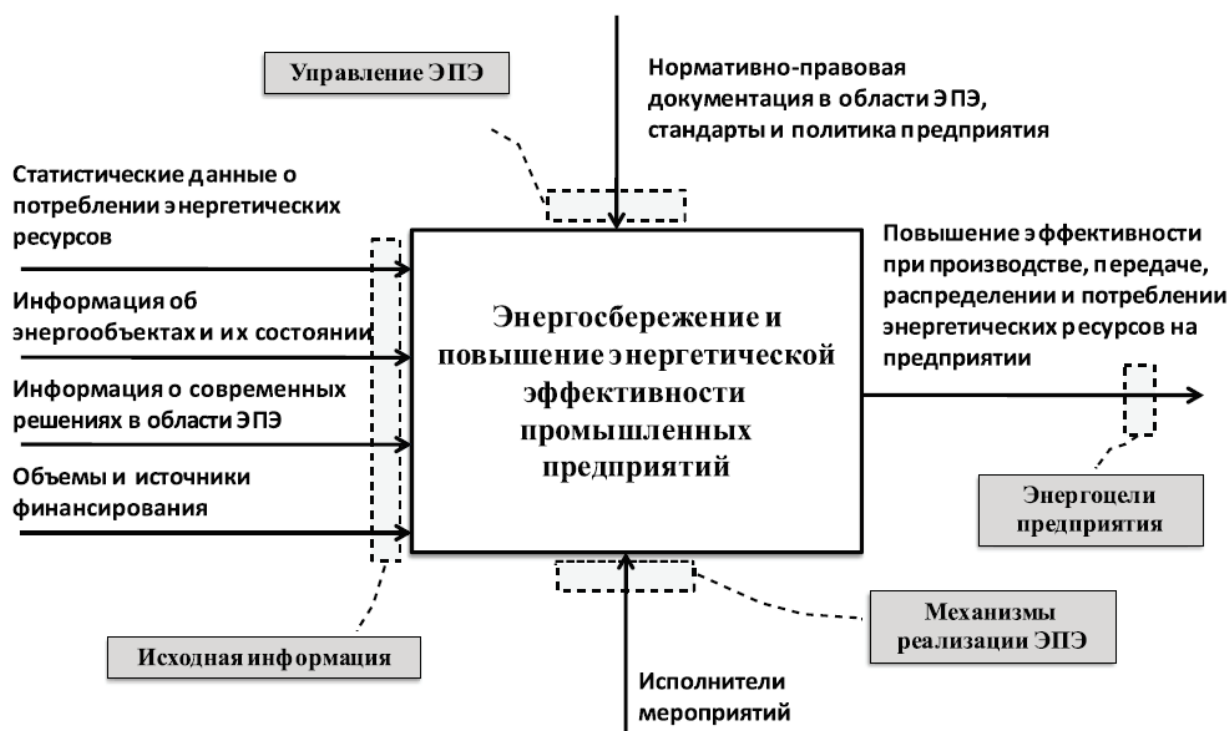 Управление ЭПЭ
Нормативно-правовая
документация в области ЭПЭ,
стандарты и политика предприятия
Статистические данные о
потреблении энергетических
ресурсов
Информация об
энергообъектах и их состоянии
Информация о современных
решениях в области ЭПЭ
Объемы и источники
финансирования
Энергосбережение и
повышение энергетической
эффективности
промышленных
предприятий
Повышение эффективности
при производстве, передаче,
распределении и потреблении
энергетических ресурсов на
предприятии
Энергоцели
предприятия
Механизмы
реализации ЭПЭ
Исходная информация
Исполнители
мероприятий